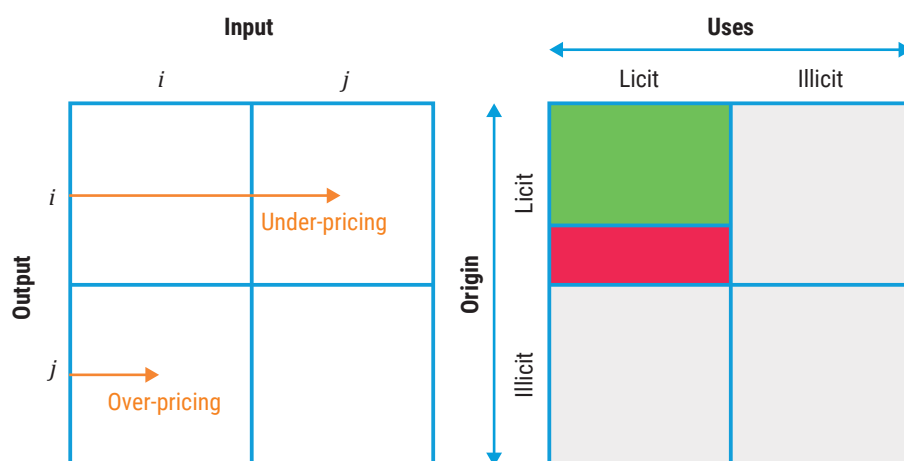 Input
i
j
Output
i
Under-pricing
j
Over-pricing
Uses
Licit
Illicit
Origin
Licit
Illicit